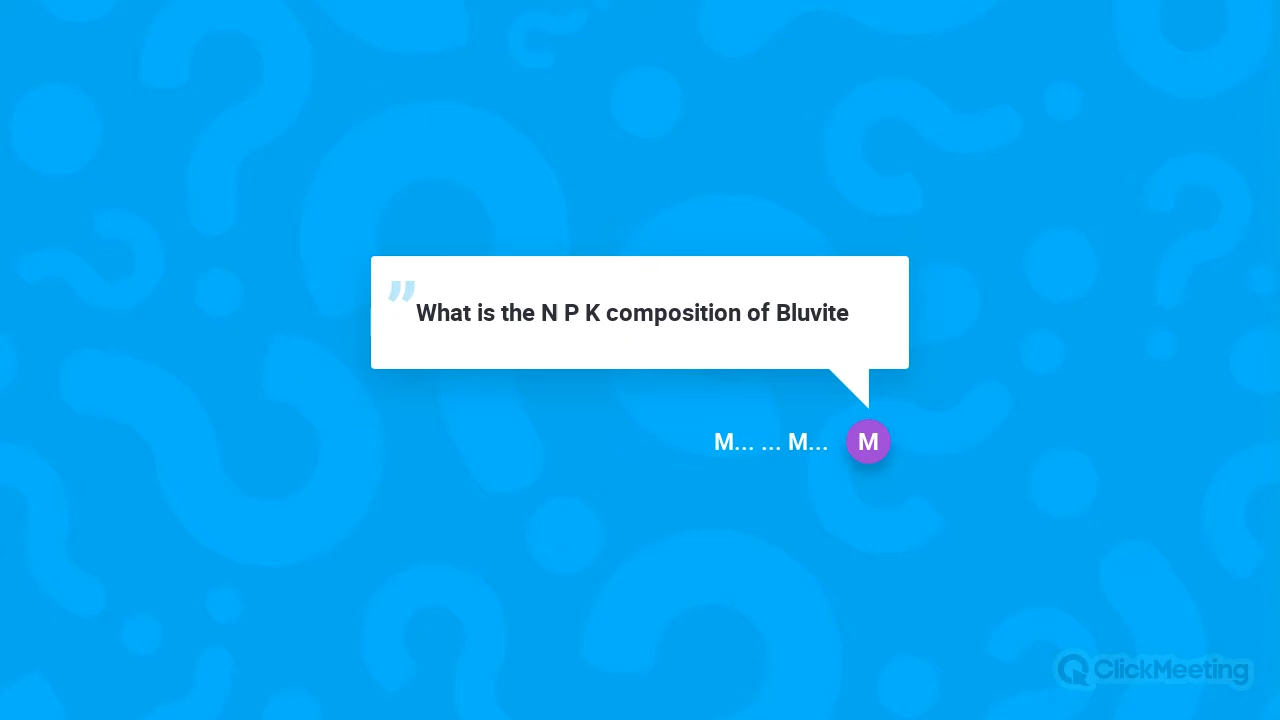 " What is the N P K composition of Bluvite
M... ... M... M
ClickMeeting